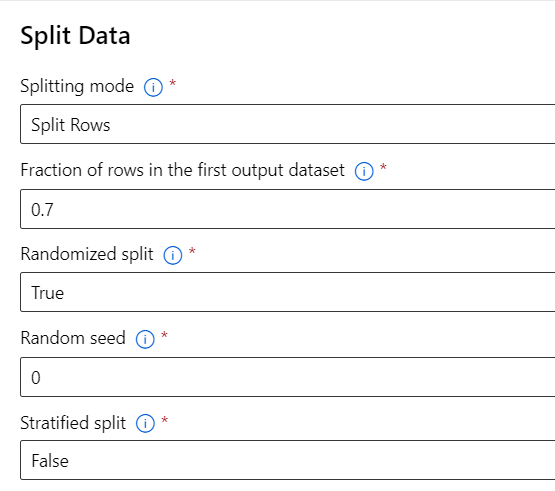 Split Data
Splitting mode i *
Split Rows
Fraction of rows in the first output dataset i *
0.7
Randomized split i *
True
Random seed i *
0
Stratified split i *
False